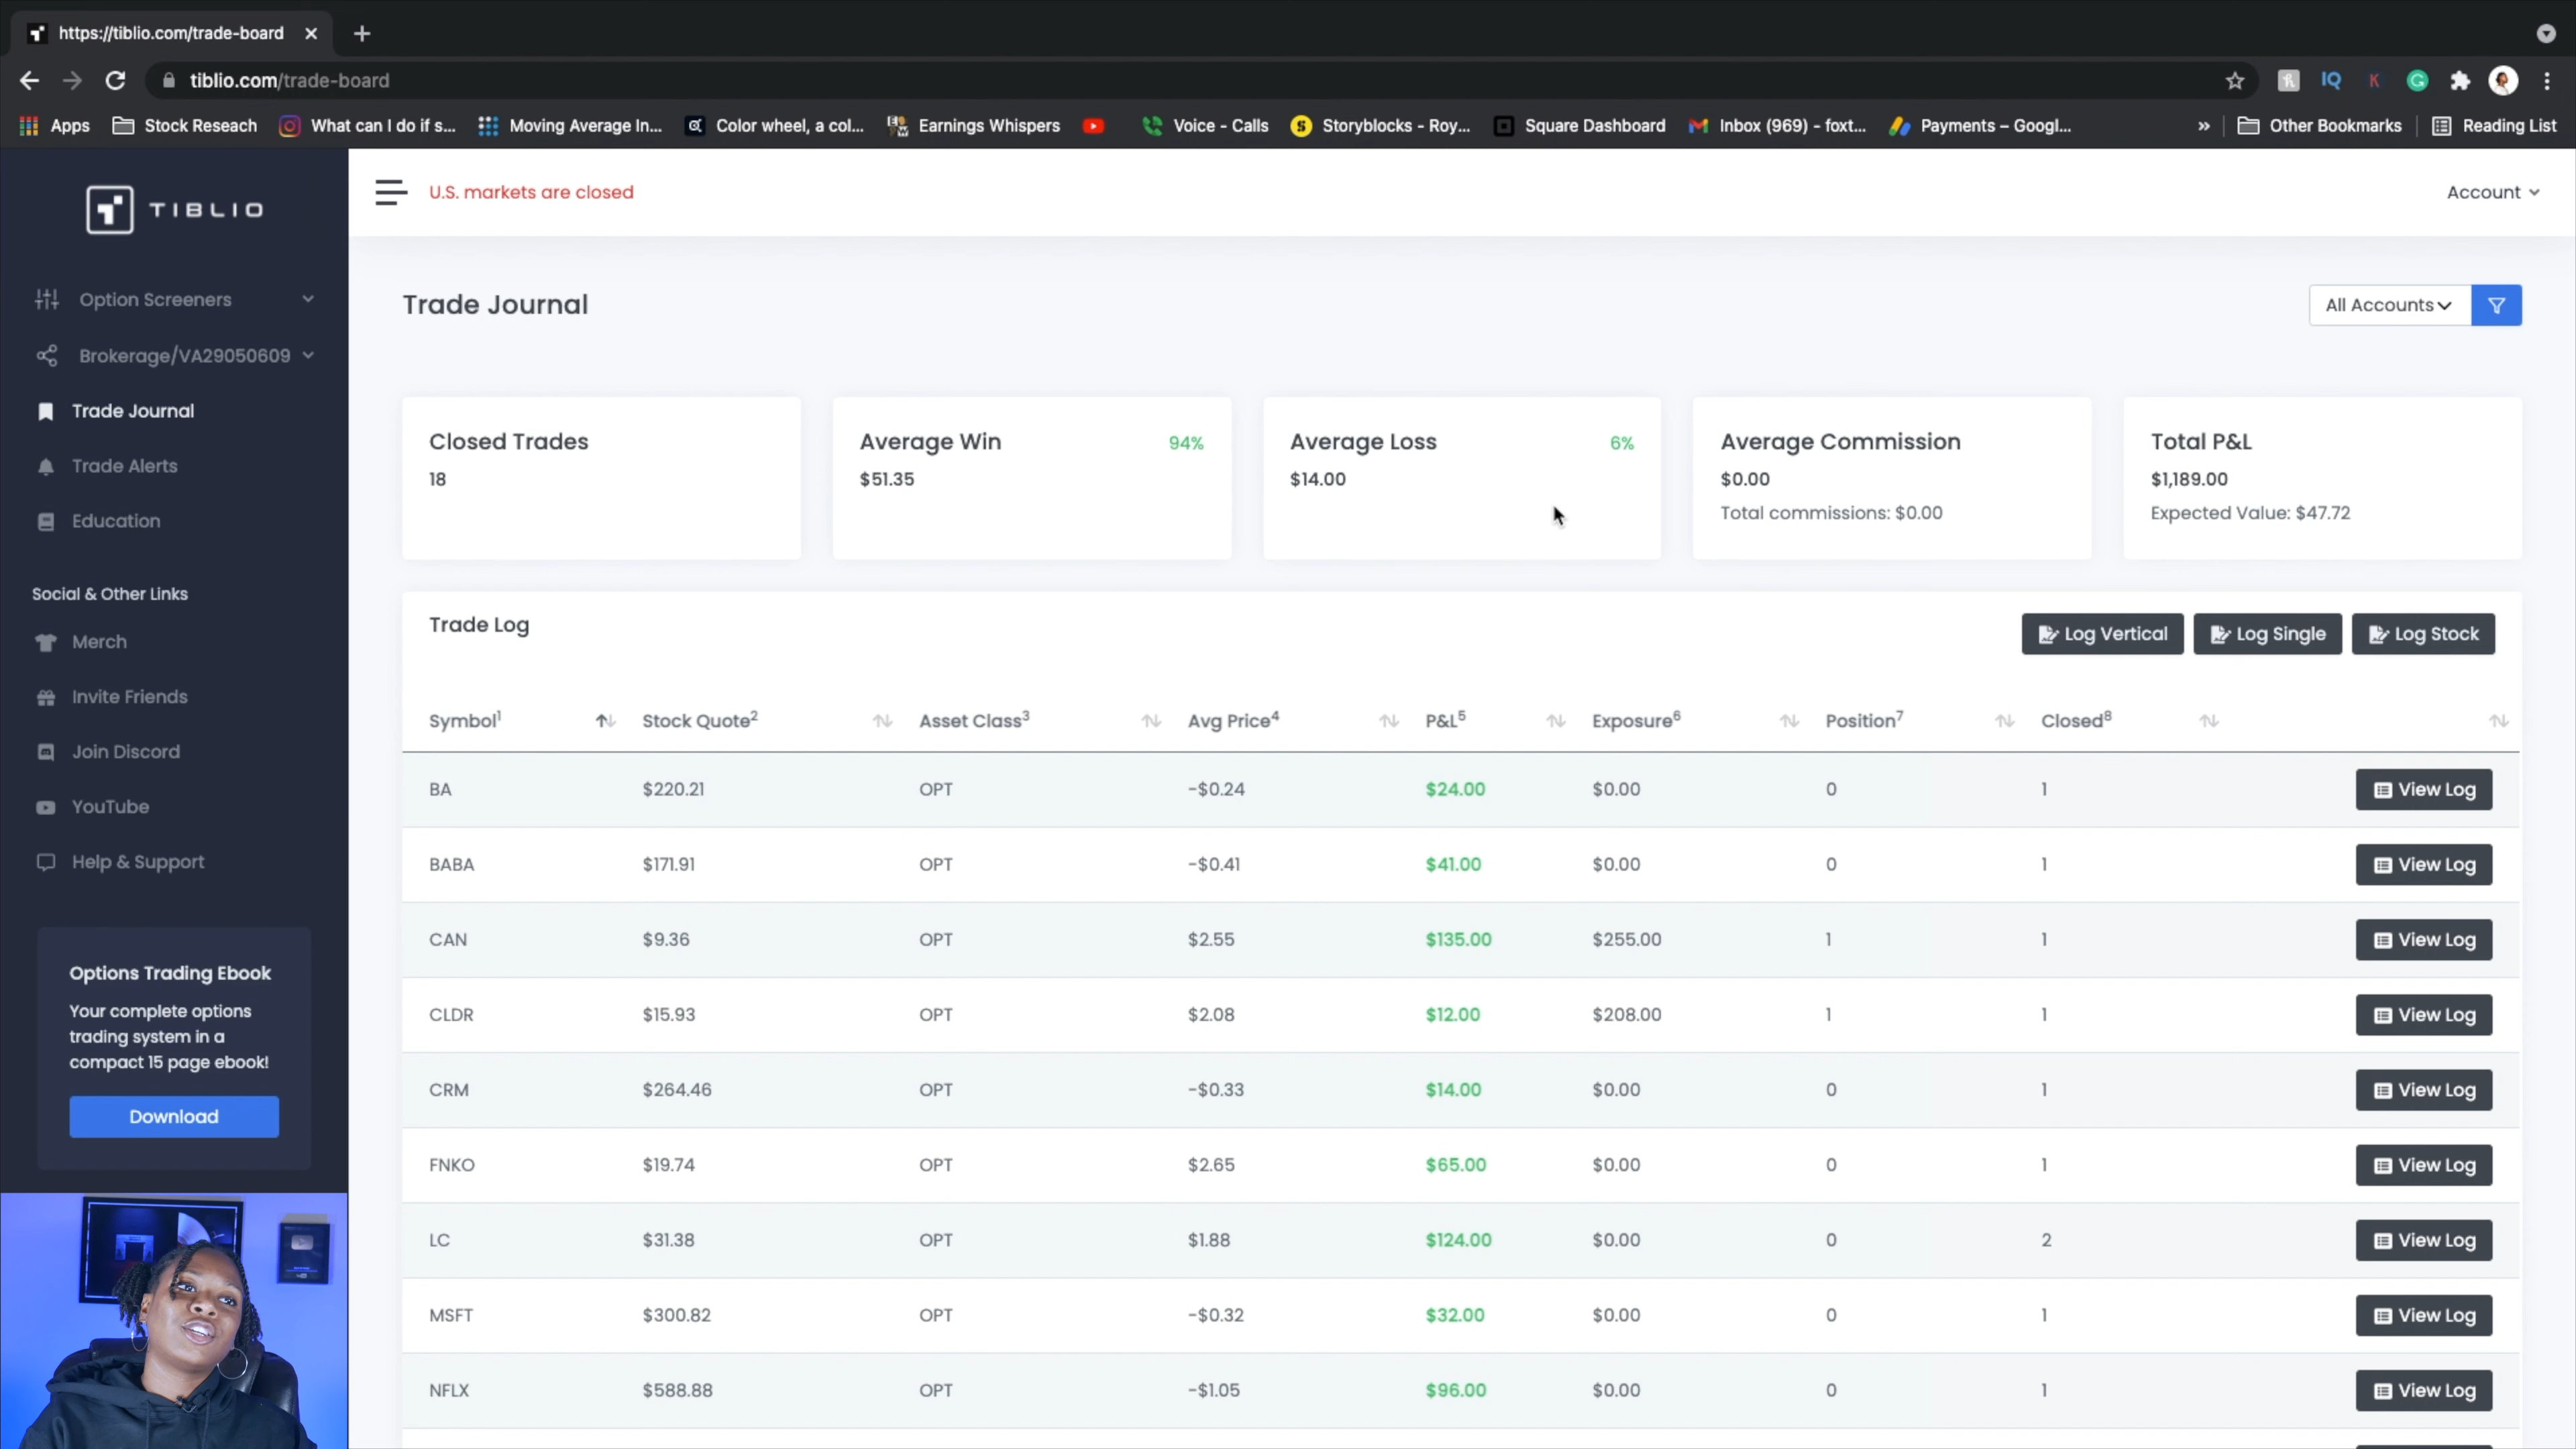 https://tiblio.com/trade-board
tiblio.com/trade-board
Apps Stock Reseach What can I do if s... Moving Average In... Color wheel, a col... Earnings Whispers Voice - Calls Storyblocks - Roy... Square Dashboard Inbox (969) - foxt... Payments – Googl... » Other Bookmarks Reading List
TIBLIO
U.S. markets are closed
Account
Option Screeners
Brokerage/VA29050609
Trade Journal
Trade Alerts
Education
Social & Other Links
Merch
Invite Friends
Join Discord
YouTube
Help & Support
Options Trading Ebook
Your complete options
trading system in a
compact 15 page ebook!
Download
Trade Journal
All Accounts
Closed Trades
18
Average Win 94%
$51.35
Average Loss 6%
$14.00
Average Commission
$0.00
Total commissions: $0.00
Total P&L
$1,189.00
Expected Value: $47.72
Trade Log
Log Vertical Log Single Log Stock
Symbol1 Stock Quote2 Asset Class3 Avg Price4 P&L5 Exposure6 Position7 Closed8
BA $220.21 OPT -$0.24 $24.00 $0.00 0 1 View Log
BABA $171.91 OPT -$0.41 $41.00 $0.00 0 1 View Log
CAN $9.36 OPT $2.55 $135.00 $255.00 1 1 View Log
CLDR $15.93 OPT $2.08 $12.00 $208.00 1 1 View Log
CRM $264.46 OPT -$0.33 $14.00 $0.00 0 1 View Log
FNKO $19.74 OPT $2.65 $65.00 $0.00 0 1 View Log
LC $31.38 OPT $1.88 $124.00 $0.00 0 2 View Log
MSFT $300.82 OPT -$0.32 $32.00 $0.00 0 1 View Log
NFLX $588.88 OPT -$1.05 $96.00 $0.00 0 1 View Log